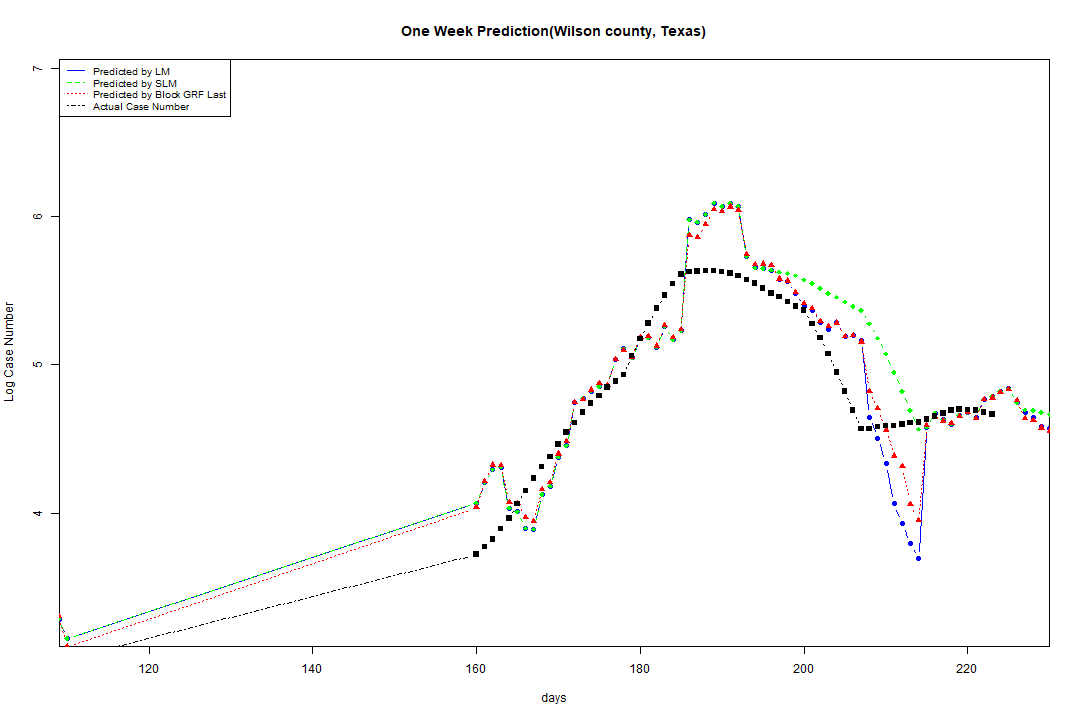 One Week Prediction(Wilson county, Texas)
Predicted by LM
Predicted by SLM
Predicted by Block GRF Last
Actual Case Number
7
6
5
4
Log Case Number
120 140 160 180 200 220
days